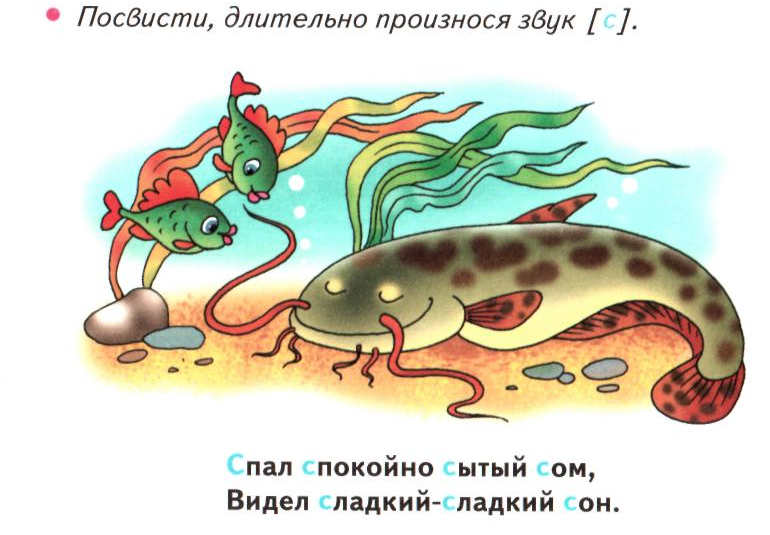 Посвисти, длительно произнося звук [с].
Спал спокойно сытый сом,
Видел сладкий-сладкий сон.